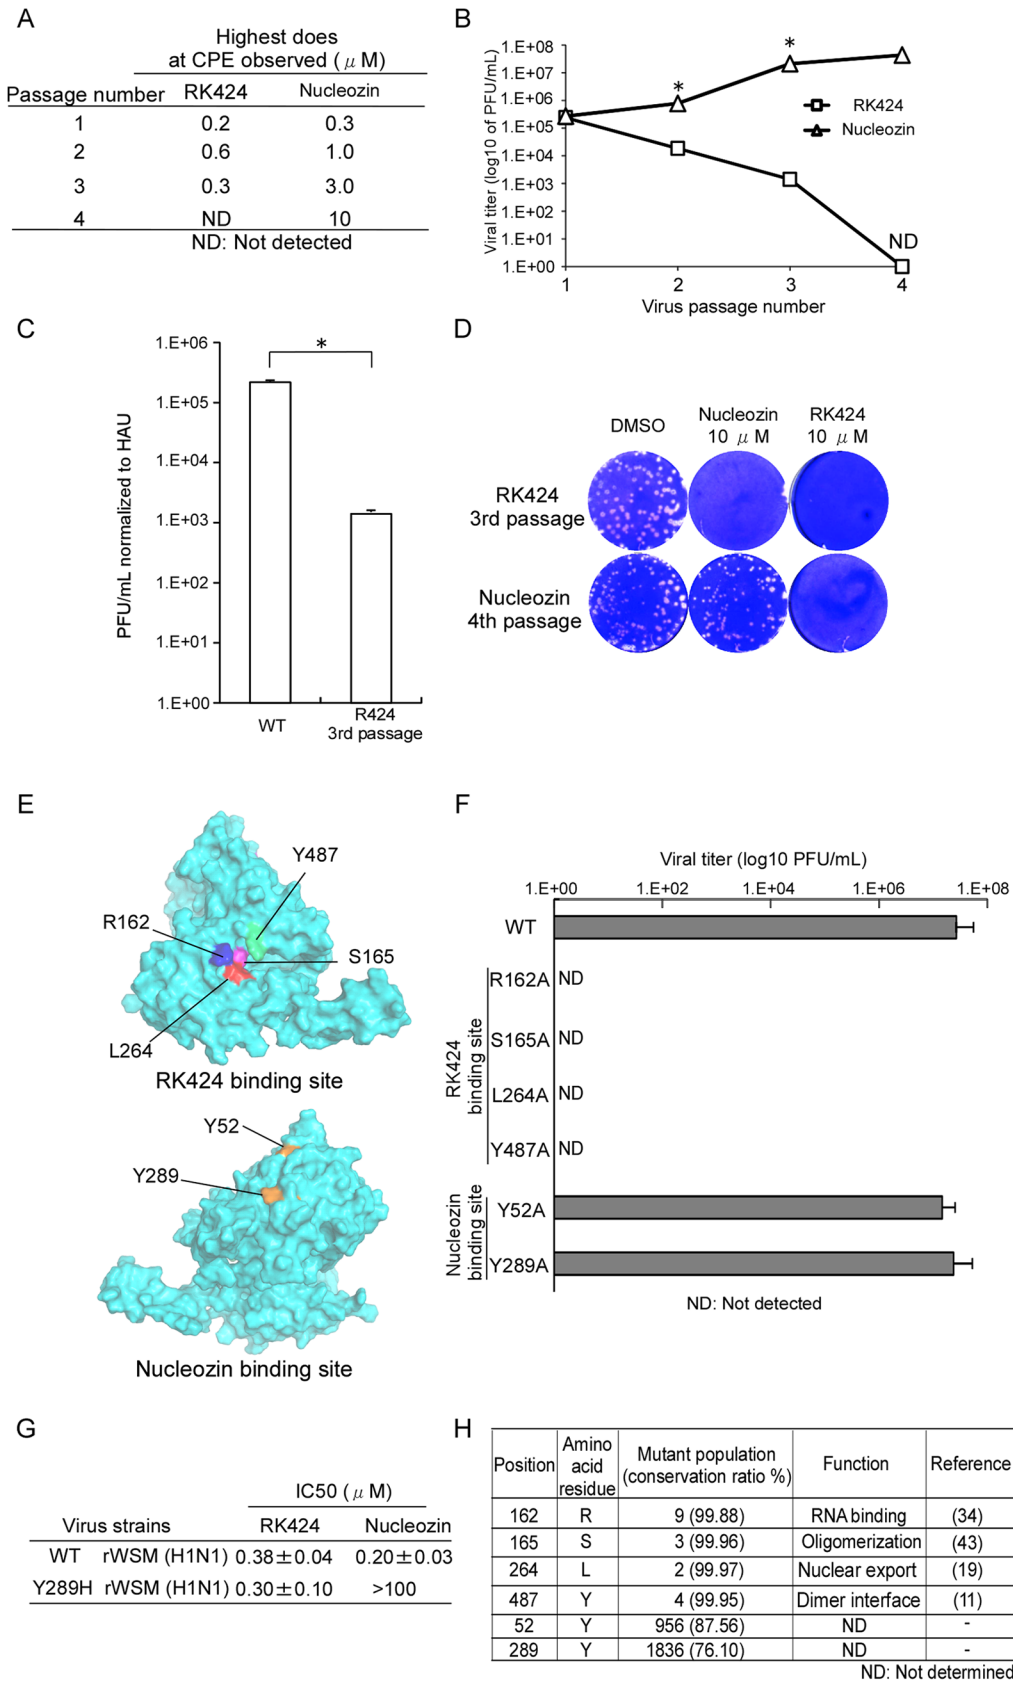 A
Highest does
at CPE observed ( μ M)
Passage number RK424 Nucleozin
1 0.2 0.3
2 0.6 1.0
3 0.3 3.0
4 ND 10
ND: Not detected
B
Viral titer (log10 of PFU/mL)
1.E+08
1.E+07
1.E+06
1.E+05
1.E+04
1.E+03
1.E+02
1.E+01
1.E+00
* *
RK424
Nucleozin
ND
1 2 3 4
Virus passage number
C
PFU/mL normalized to HAU
1.E+06
1.E+05
1.E+04
1.E+03
1.E+02
1.E+01
1.E+00
*
WT
R424
3rd passage
D
DMSO
Nucleozin
10 μ M
RK424
10 μ M
RK424
3rd passage
Nucleozin
4th passage
E
Y487
R162
S165
L264
RK424 binding site
Y52
Y289
Nucleozin binding site
F
Viral titer (log10 PFU/mL)
1.E+00 1.E+02 1.E+04 1.E+06 1.E+08
WT
RK424
binding site
R162A ND
S165A ND
L264A ND
Y487A ND
Nucleozin
binding site
Y52A
Y289A
ND: Not detected
G
IC50 ( μ M)
Virus strains RK424 Nucleozin
WT rWSM (H1N1) 0.38±0.04 0.20±0.03
Y289H rWSM (H1N1) 0.30±0.10 >100
H
Position Amino acid residue Mutant population (conservation ratio %) Function Reference
162 R 9 (99.88) RNA binding (34)
165 S 3 (99.96) Oligomerization (43)
264 L 2 (99.97) Nuclear export (19)
487 Y 4 (99.95) Dimer interface (11)
52 Y 956 (87.56) ND -
289 Y 1836 (76.10) ND -
ND: Not determined